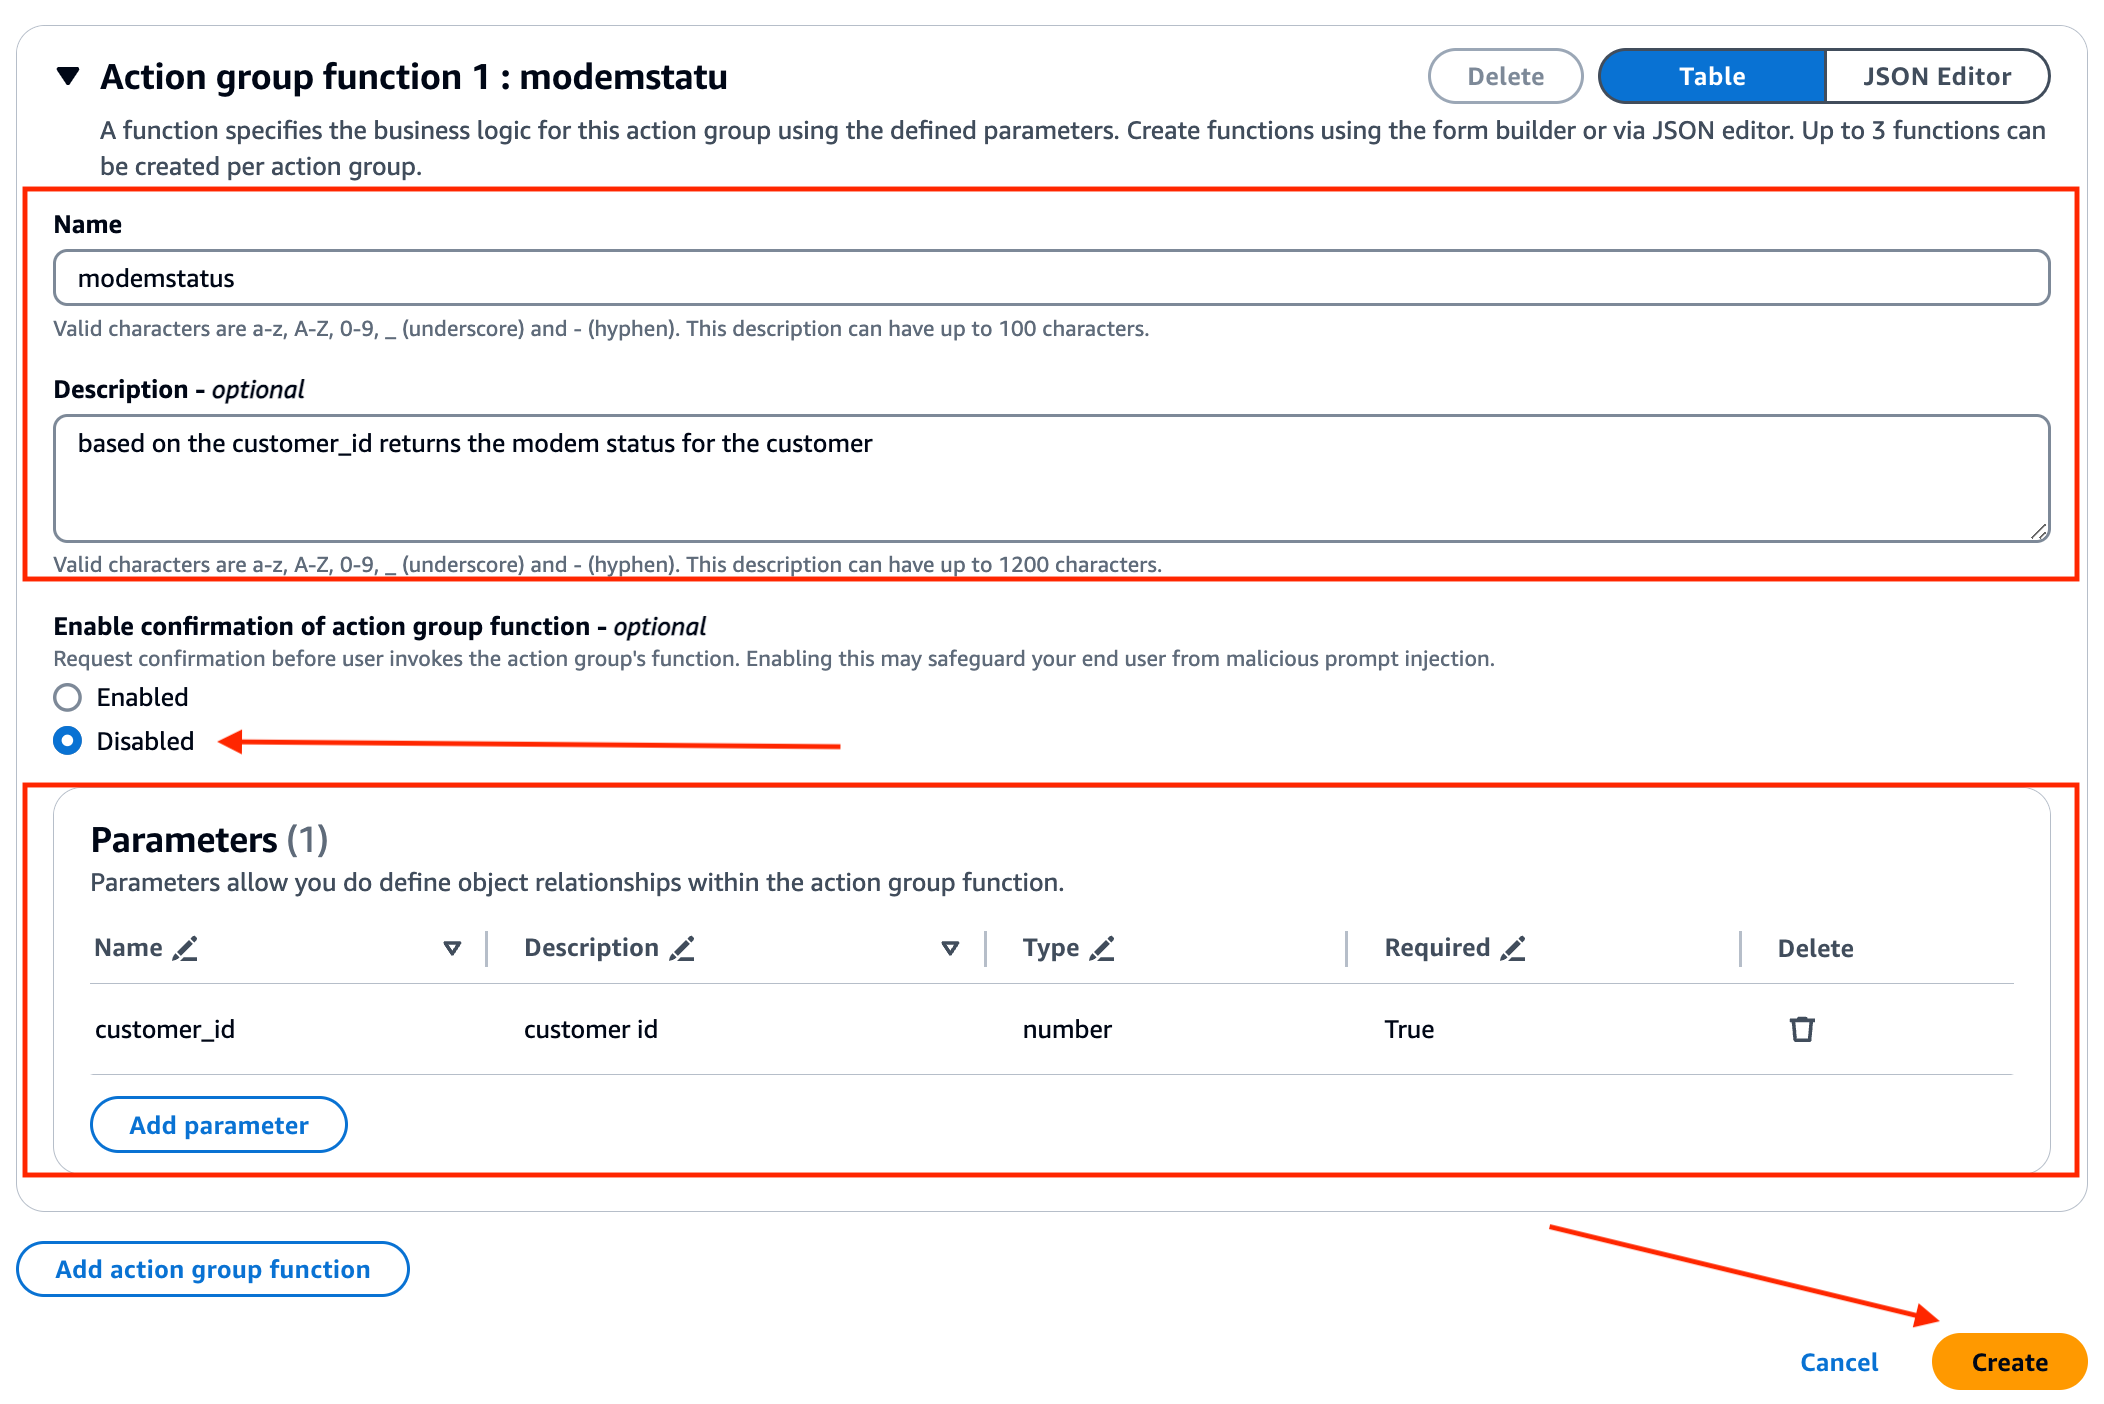 Action group function 1 : modemstatu
Delete
Table
JSON Editor
A function specifies the business logic for this action group using the defined parameters. Create functions using the form builder or via JSON editor. Up to 3 functions can
be created per action group.
Name
modemstatus
Valid characters are a-z, A-Z, 0-9, _ (underscore) and - (hyphen). This description can have up to 100 characters.
Description - optional
based on the customer_id returns the modem status for the customer
Valid characters are a-z, A-Z, 0-9, _ (underscore) and - (hyphen). This description can have up to 1200 characters.
Enable confirmation of action group function - optional
Request confirmation before user invokes the action group's function. Enabling this may safeguard your end user from malicious prompt injection.
Enabled
Disabled
Parameters (1)
Parameters allow you do define object relationships within the action group function.
Name
Description
Type
Required
Delete
customer_id
customer id
number
True
Add parameter
Add action group function
Cancel
Create